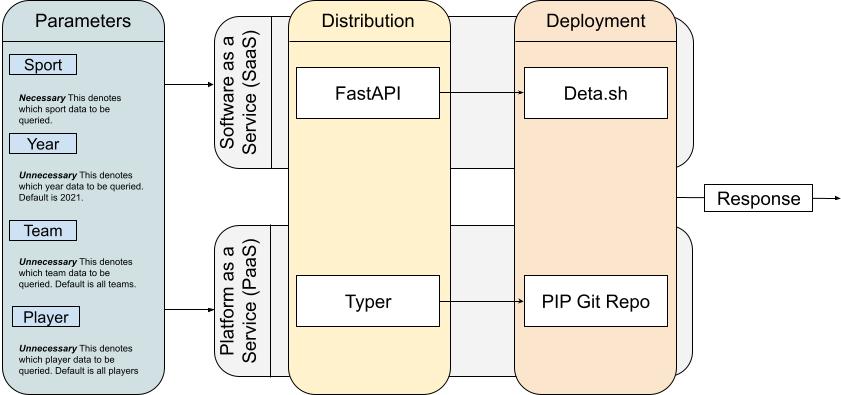 Parameters
Sport
Necessary This denotes
which sport data to be
queried.
Year
Unnecessary This denotes
which year data to be queried.
Default is 2021.
Team
Unnecessary This denotes
which team data to be
queried. Default is all teams.
Player
Unnecessary This denotes
which player data to be
queried. Default is all players
Software as a
Service (SaaS)
Platform as a
Service (PaaS)
Distribution
FastAPI
Typer
Deployment
Deta.sh
PIP Git Repo
Response